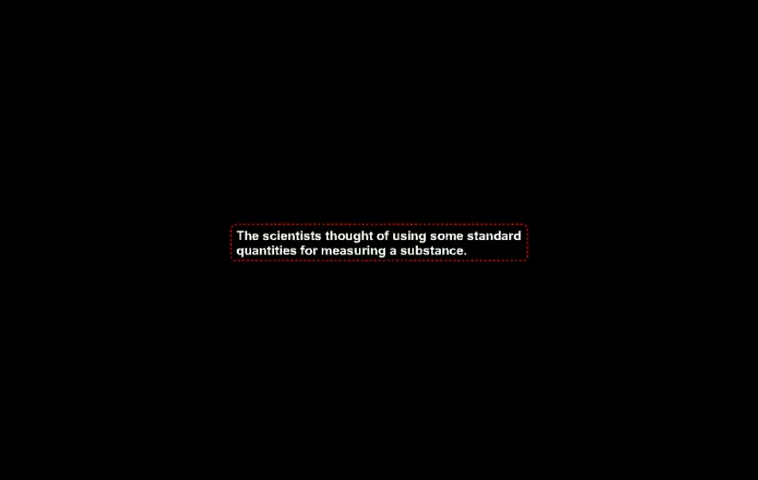 The scientists thought of using some standard
quantities for measuring a substance.